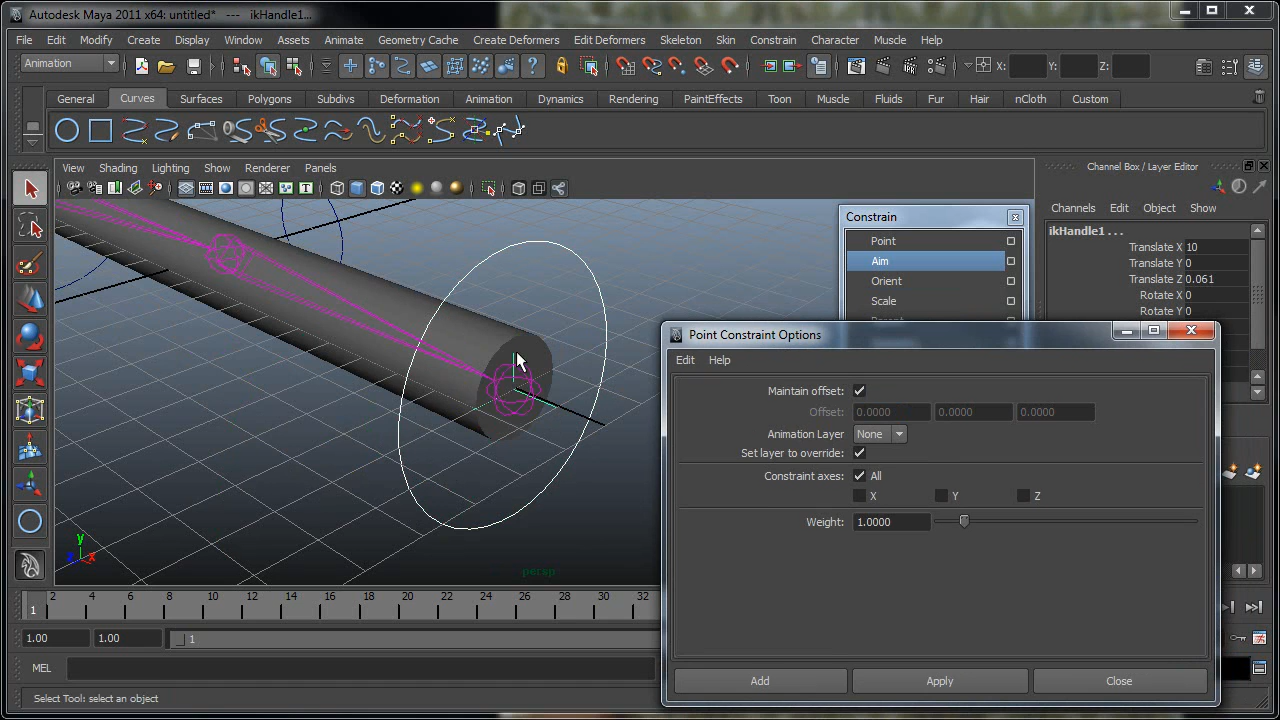 Autodesk Maya 2011 x64: untitled*   ---   ikHandle1...
File Edit Modify Create Display Window Assets Animate Geometry Cache Create Deformers Edit Deformers Skeleton Skin Constrain Character Muscle Help
Animation X: Y: Z:
General Curves Surfaces Polygons Subdivs Deformation Animation Dynamics Rendering PaintEffects Toon Muscle Fluids Fur Hair nCloth Custom
View Shading Lighting Show Renderer Panels
Channel Box / Layer Editor
Channels Edit Object Show
ikHandle1 . . .
Translate X 10
Translate Y 0
Translate Z 0.061
Rotate X 0
Rotate Y 0
Constrain
Point
Aim
Orient
Scale
Parent
Point Constraint Options
Edit Help
Maintain offset:
Offset: 0.0000 0.0000 0.0000
Animation Layer None
Set layer to override:
Constraint axes: All
X Y Z
Weight: 1.0000
Add Apply Close
y
z x
persp
1 2 4 6 8 10 12 14 16 18 20 22 24 26 28 30 32
1.00 1.00 1
MEL
Select Tool: select an object